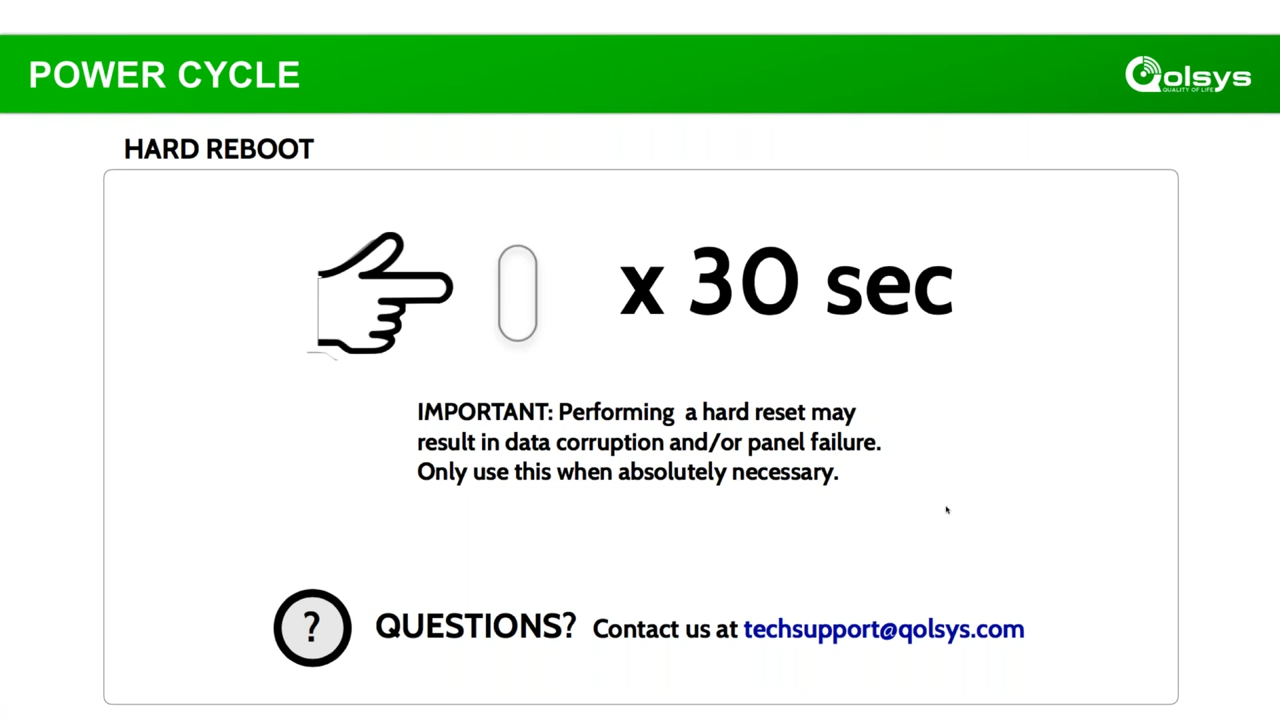 POWER CYCLE
Qolsys
QUALITY OF LIFE
HARD REBOOT
x 30 sec
IMPORTANT: Performing a hard reset may
result in data corruption and/or panel failure.
Only use this when absolutely necessary.
?
QUESTIONS? Contact us at techsupport@qolsys.com